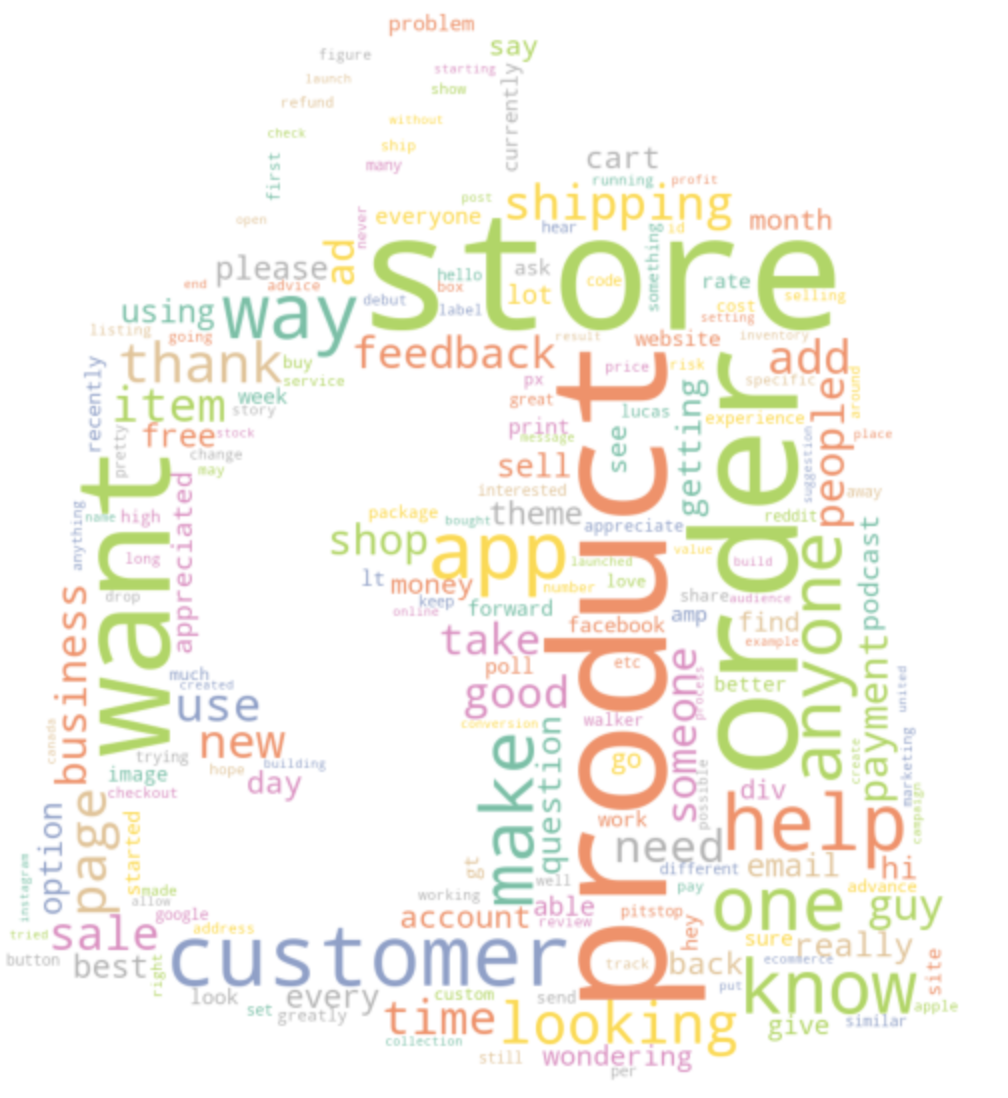 problem
say
figure
starting
launch
show
currently
refund
without
check
ship
many
first
cart
running
profit
post
shipping
open
never
everyone
hear
id
month
store
something
please
ad
hello
ask
code
rate
end
advice
box
lot
cost
selling
using
way
debut
label
setting
listing
going
feedback
result
website
inventory
thank
buy
service
price
risk
add
recently
px
specific
around
item
week
great
lucas
people
story
print
see
getting
experience
free
stock
message
place
pretty
change
suggestion
may
sell
want
interested
away
package
theme
name
high
bought
appreciate
reddit
anything
appreciated
shop
app
product
order
anyone
podcast
long
launched
value
build
lt
money
number
love
drop
keep
online
forward
share
audience
business
facebook
amp
find
take
example
poll
etc
someone
process
payment
much
created
good
better
united
use
conversion
walker
canada
new
make
question
go
create
marketing
trying
image
hope
building
possible
checkout
day
div
page
work
help
campaign
option
started
need
gt
well
different
email
hi
instagram
made
allow
working
pay
advance
google
able
one
guy
sale
address
account
review
pitstop
hey
tried
sure
really
button
best
right
customer
track
back
ecommerce
site
put
know
look
every
custom
send
apple
set
greatly
time
looking
give
similar
collection
still
wondering
per